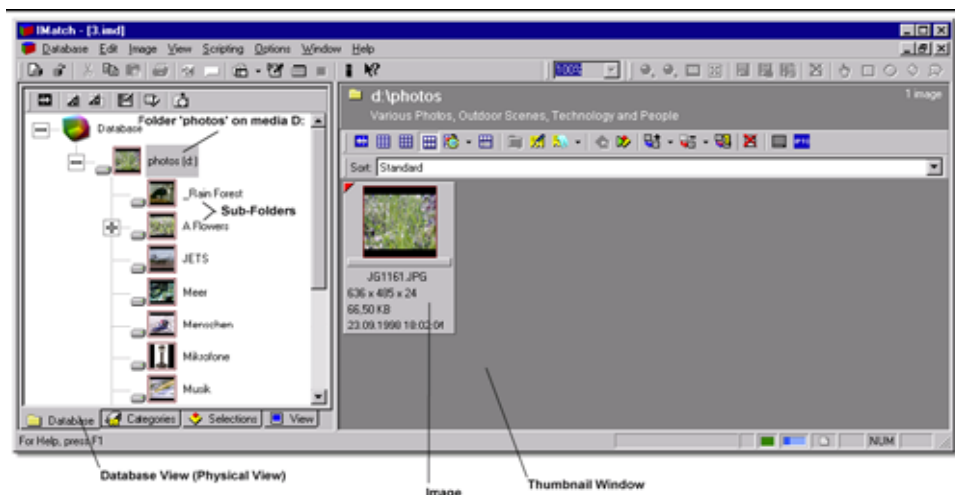 IMatch - [3.imd]
Database Edit Image View Scripting Options Window Help
100%
Database
Folder 'photos' on media D:
photos (d:)
_Rain Forest
Sub-Folders
A Flowers
JETS
Meer
Menschen
Mikrofone
Musik
Database Categories Selections View
d:\photos
1 image
Various Photos, Outdoor Scenes, Technology and People
Sort: Standard
JG1161.JPG
636 x 485 x 24
66,50 KB
23.09.1998 18:02:04
For Help, press F1
NUM
Database View (Physical View)
Image
Thumbnail Window